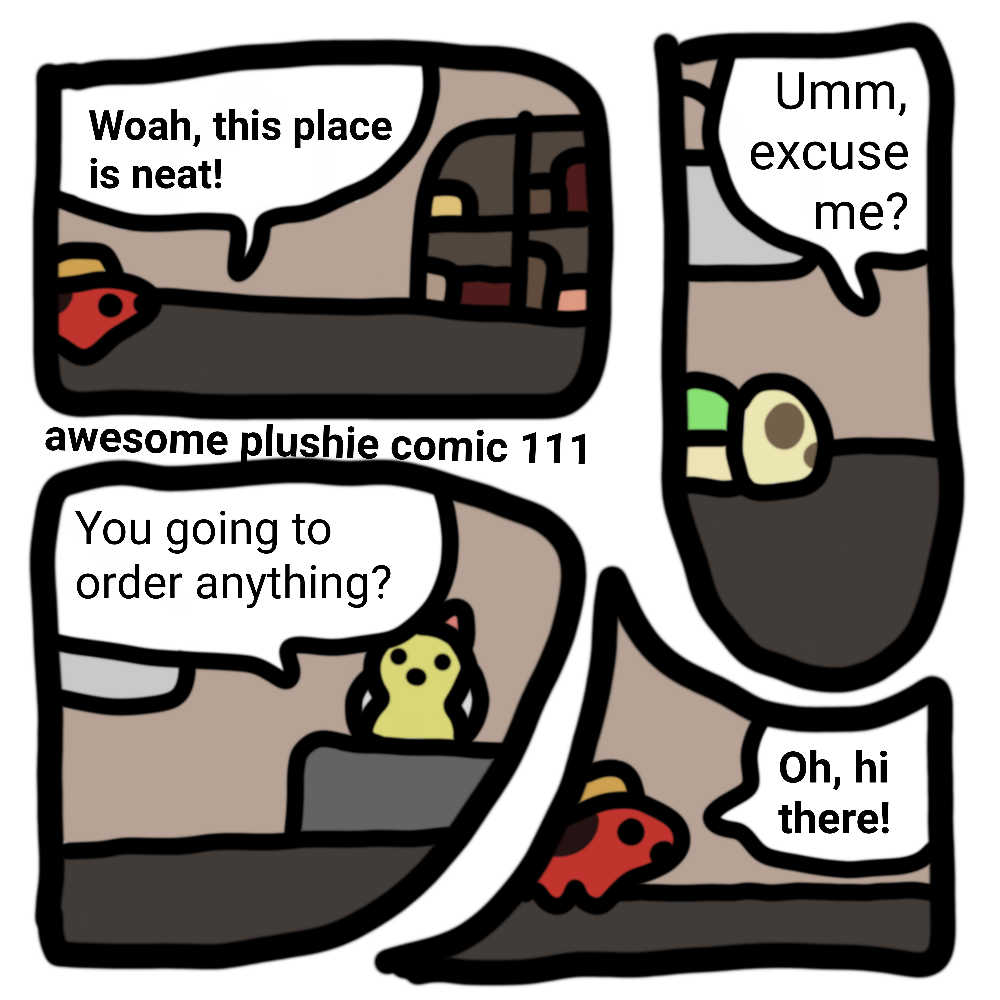 Woah, this place
is neat!
Umm,
excuse
me?
awesome plushie comic 111
You going to
order anything?
Oh, hi
there!